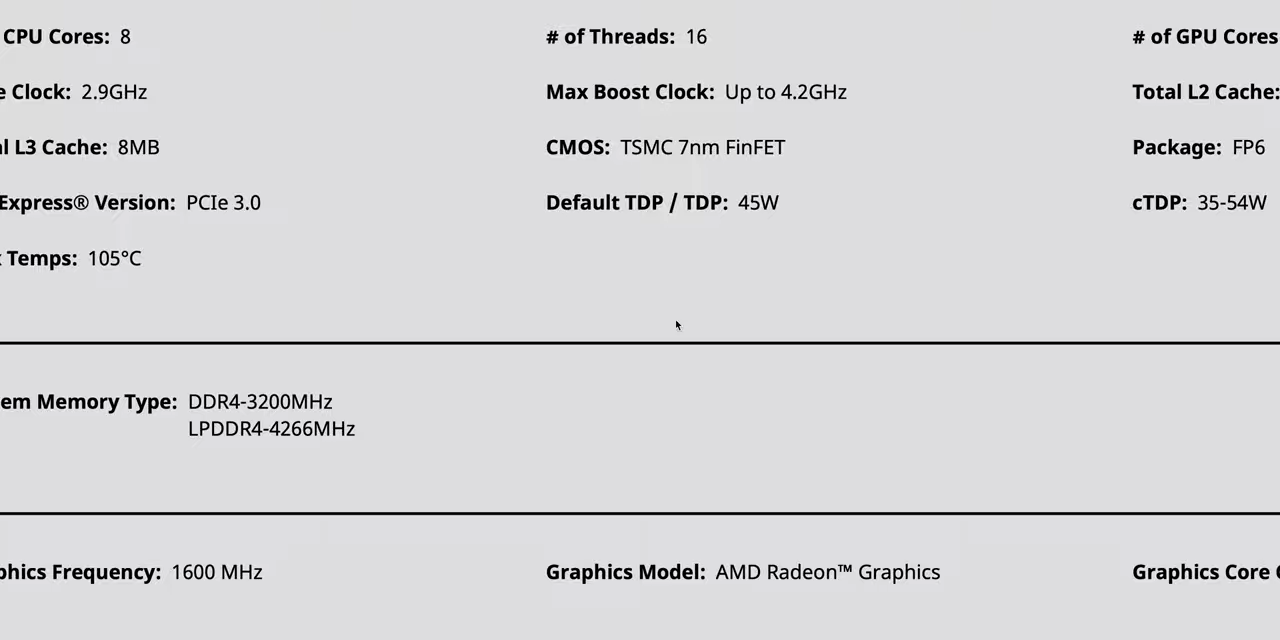 CPU Cores: 8 # of Threads: 16 # of GPU Cores
e Clock: 2.9GHz Max Boost Clock: Up to 4.2GHz Total L2 Cache:
l L3 Cache: 8MB CMOS: TSMC 7nm FinFET Package: FP6
Express® Version: PCIe 3.0 Default TDP / TDP: 45W cTDP: 35-54W
Temps: 105°C
em Memory Type: DDR4-3200MHz
LPDDR4-4266MHz
phics Frequency: 1600 MHz Graphics Model: AMD Radeon™ Graphics Graphics Core